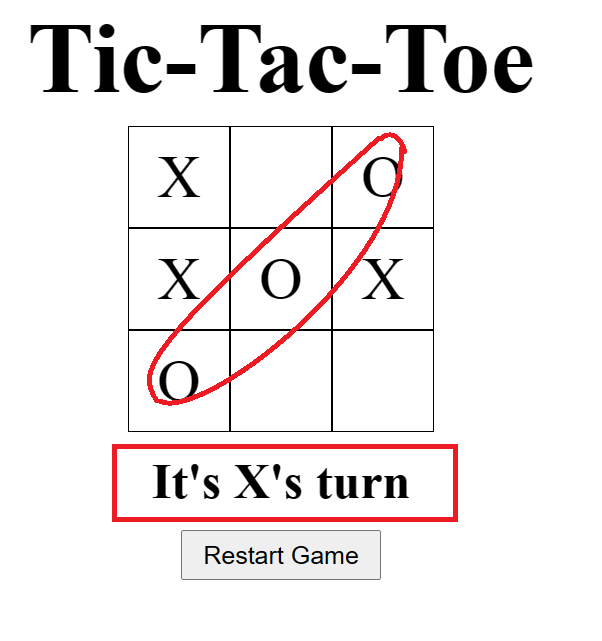 Tic-Tac-Toe
X O
X O X
O
It's X's turn
Restart Game